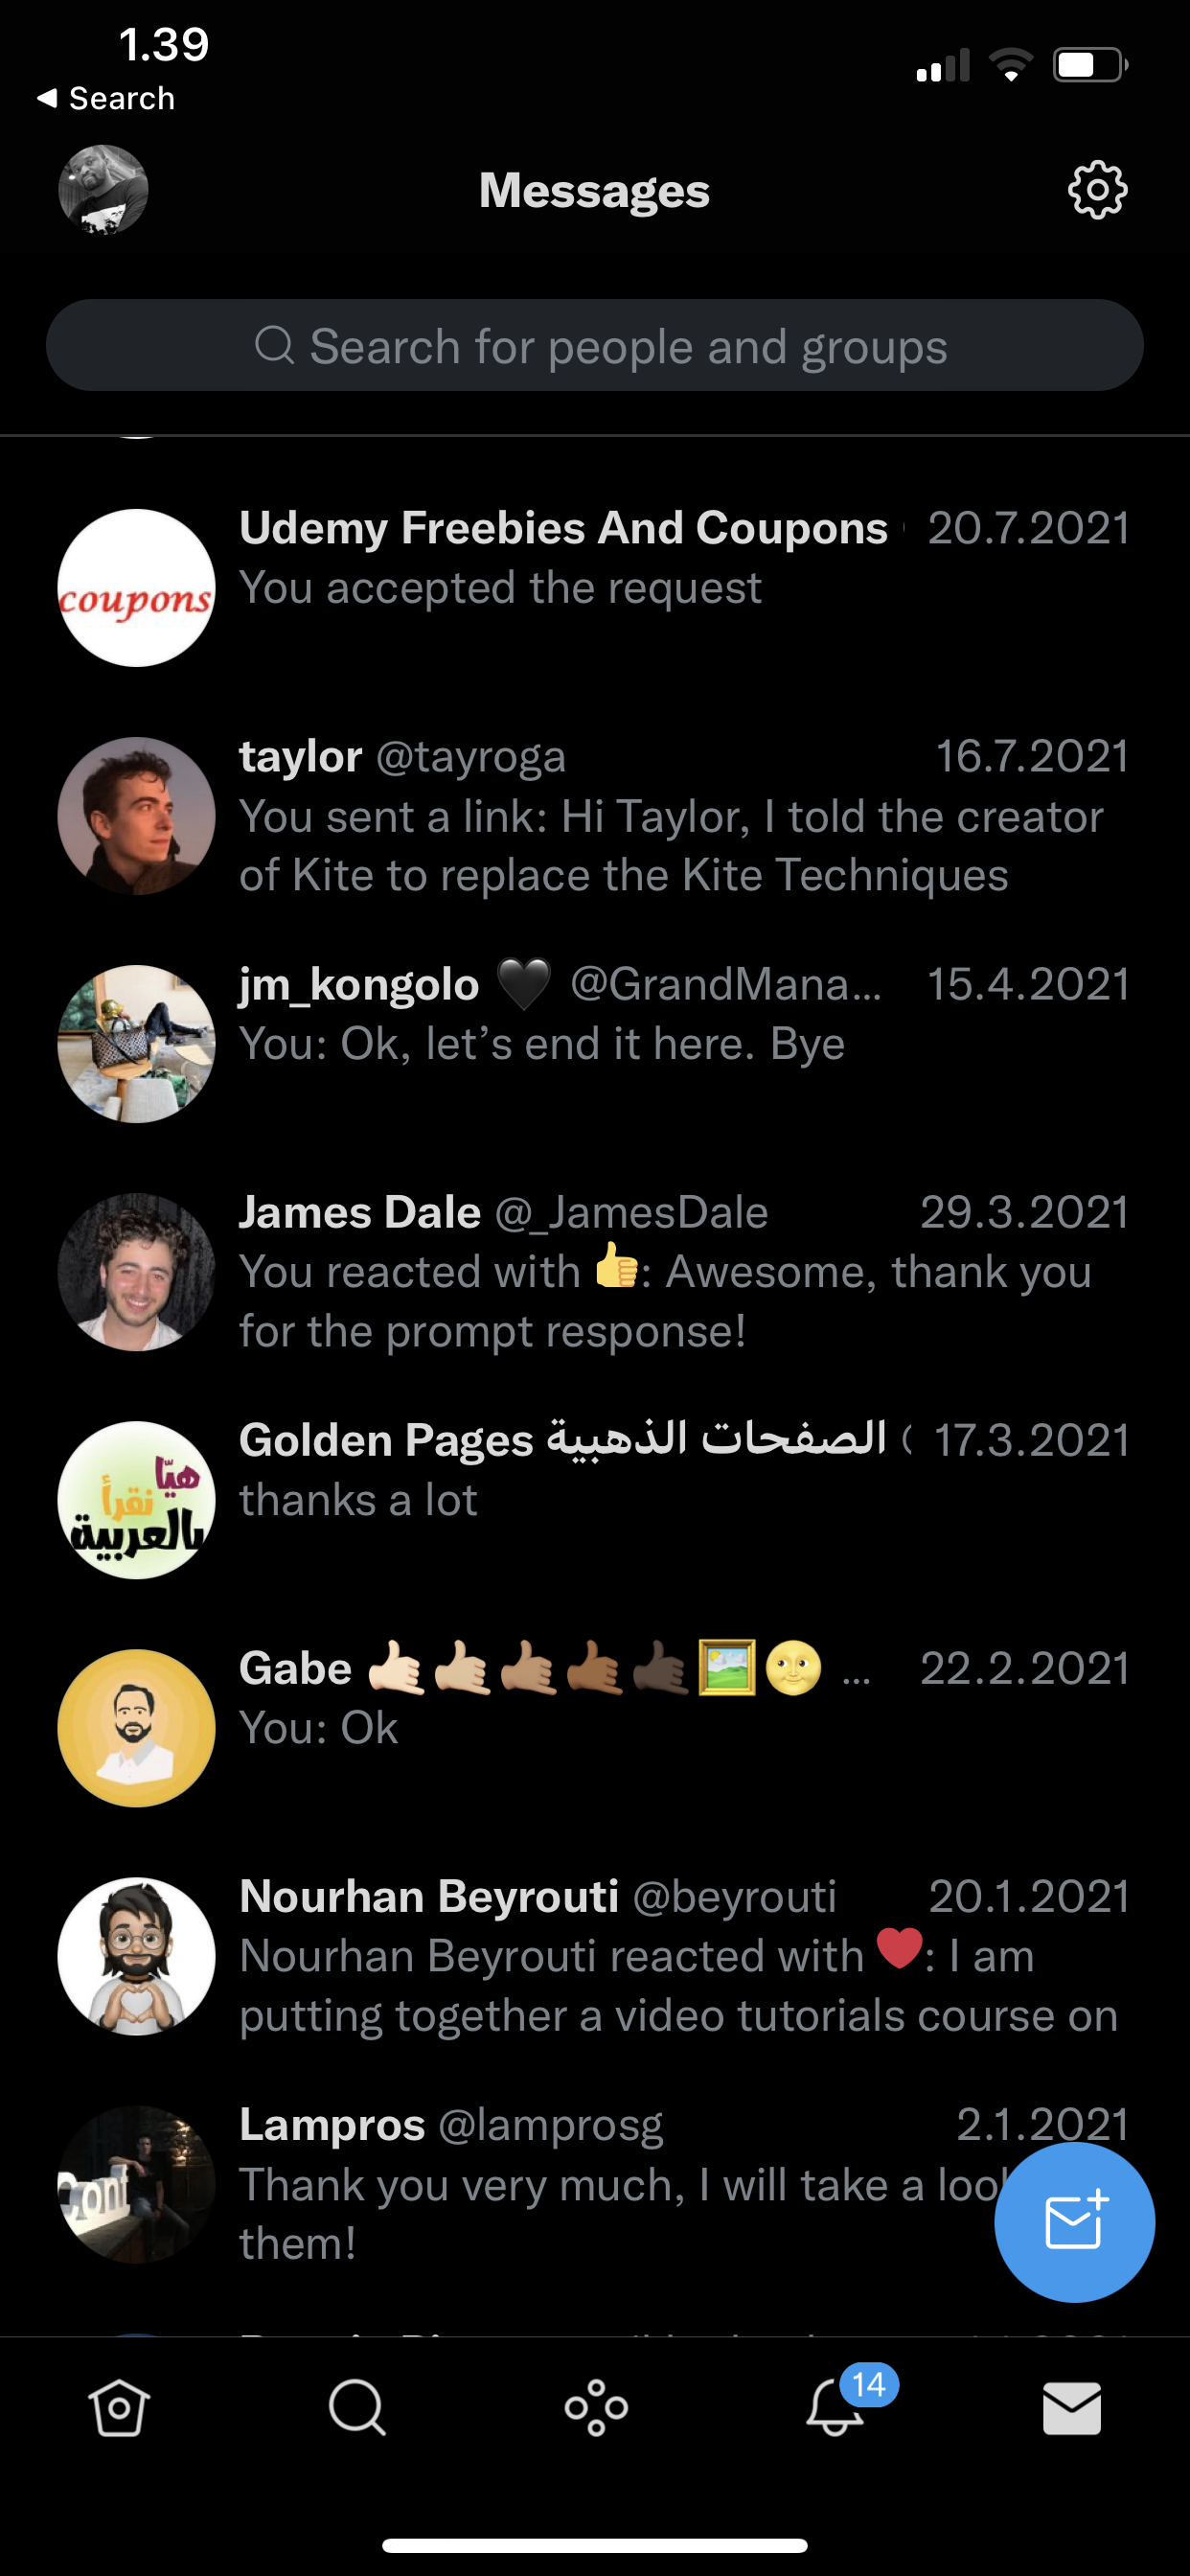 1.39
◀ Search
Messages
Search for people and groups
coupons
Udemy Freebies And Coupons 20.7.2021
You accepted the request
taylor @tayroga 16.7.2021
You sent a link: Hi Taylor, I told the creator
of Kite to replace the Kite Techniques
jm_kongolo 🖤 @GrandMana... 15.4.2021
You: Ok, let’s end it here. Bye
James Dale @_JamesDale 29.3.2021
You reacted with 👍: Awesome, thank you
for the prompt response!
Golden Pages الصفحات الذهبية 17.3.2021
thanks a lot
هيّا
نقرأ
بالعربية
Gabe 🤙🏻🤙🏼🤙🏽🤙🏾🤙🏿🖼️🌝 ... 22.2.2021
You: Ok
Nourhan Beyrouti @beyrouti 20.1.2021
Nourhan Beyrouti reacted with ❤️: I am
putting together a video tutorials course on
Lampros @lamprosg 2.1.2021
Thank you very much, I will take a
them!
14